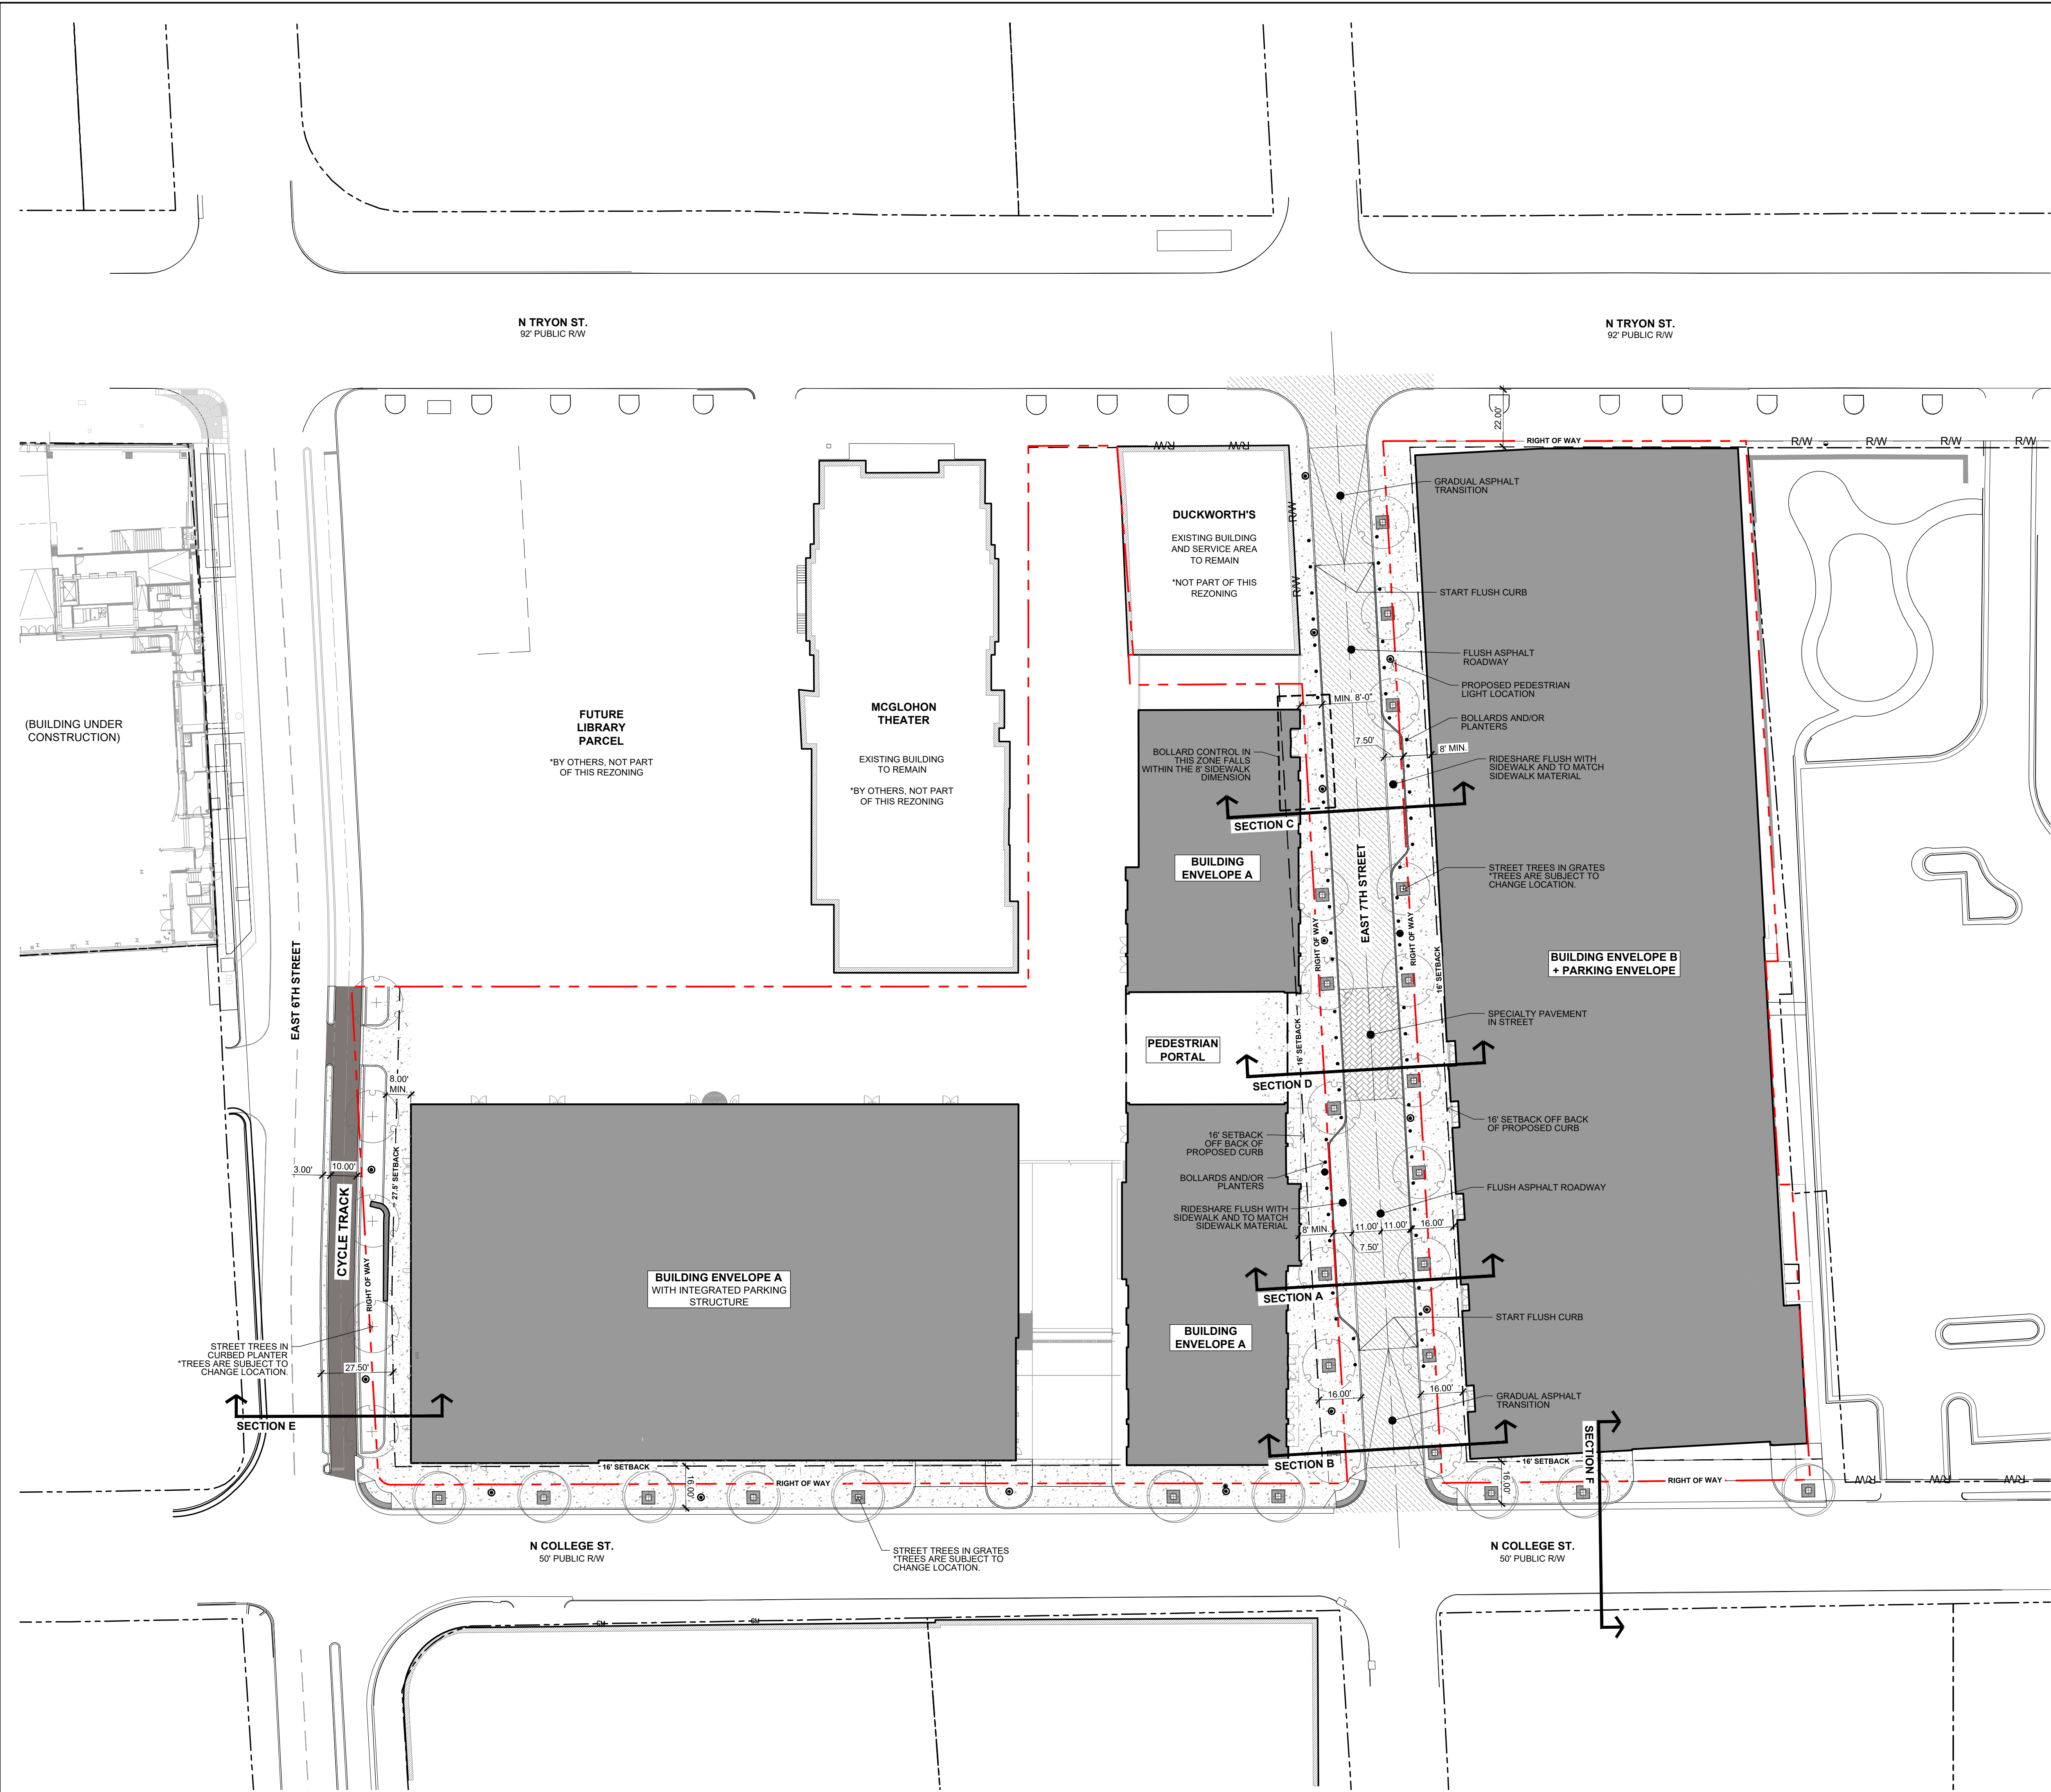 N TRYON ST.
92' PUBLIC R/W
N TRYON ST.
92' PUBLIC R/W
22.00'
RIGHT OF WAY
R/W
R/W
R/W
R/W
R/W
R/W
R/W
R/W
GRADUAL ASPHALT
TRANSITION
DUCKWORTH'S
EXISTING BUILDING
AND SERVICE AREA
TO REMAIN
*NOT PART OF THIS
REZONING
START FLUSH CURB
FLUSH ASPHALT
ROADWAY
PROPOSED PEDESTRIAN
LIGHT LOCATION
BOLLARDS AND/OR
PLANTERS
MIN. 8'-0"
7.50'
8' MIN.
RIDESHARE FLUSH WITH
SIDEWALK AND TO MATCH
SIDEWALK MATERIAL
(BUILDING UNDER
CONSTRUCTION)
FUTURE
LIBRARY
PARCEL
*BY OTHERS, NOT PART
OF THIS REZONING
MCGLOHON
THEATER
EXISTING BUILDING
TO REMAIN
*BY OTHERS, NOT PART
OF THIS REZONING
BOLLARD CONTROL IN
THIS ZONE FALLS
WITHIN THE 8' SIDEWALK
DIMENSION
SECTION C
BUILDING
ENVELOPE A
EAST 7TH STREET
STREET TREES IN GRATES
*TREES ARE SUBJECT TO
CHANGE LOCATION.
RIGHT OF WAY
RIGHT OF WAY
16' SETBACK
BUILDING ENVELOPE B
+ PARKING ENVELOPE
EAST 6TH STREET
SPECIALTY PAVEMENT
IN STREET
PEDESTRIAN
PORTAL
16' SETBACK
SECTION D
8.00'
MIN.
16' SETBACK
OFF BACK OF
PROPOSED CURB
16' SETBACK OFF BACK
OF PROPOSED CURB
3.00'
10.00'
27.5' SETBACK
CYCLE TRACK
RIGHT OF WAY
BOLLARDS AND/OR
PLANTERS
FLUSH ASPHALT ROADWAY
RIDESHARE FLUSH WITH
SIDEWALK AND TO MATCH
SIDEWALK MATERIAL
8' MIN.
11.00'
11.00'
16.00'
7.50'
BUILDING ENVELOPE A
WITH INTEGRATED PARKING
STRUCTURE
SECTION A
START FLUSH CURB
BUILDING
ENVELOPE A
STREET TREES IN
CURBED PLANTER
*TREES ARE SUBJECT TO
CHANGE LOCATION.
27.50'
16.00'
16.00'
GRADUAL ASPHALT
TRANSITION
SECTION E
SECTION B
SECTION F
16' SETBACK
16.00'
RIGHT OF WAY
16' SETBACK
16.00'
RIGHT OF WAY
R/W
R/W
R/W
N COLLEGE ST.
50' PUBLIC R/W
STREET TREES IN GRATES
*TREES ARE SUBJECT TO
CHANGE LOCATION.
N COLLEGE ST.
50' PUBLIC R/W